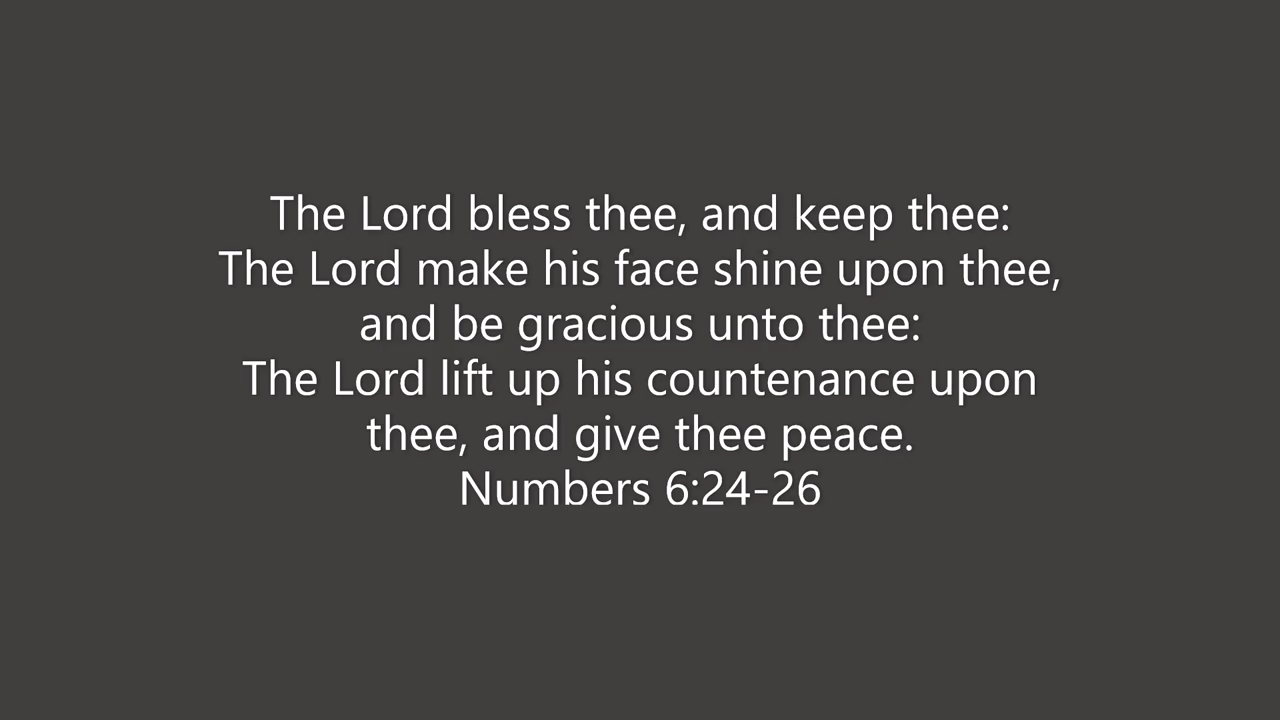 The Lord bless thee, and keep thee:
The Lord make his face shine upon thee,
and be gracious unto thee:
The Lord lift up his countenance upon
thee, and give thee peace.
Numbers 6:24-26